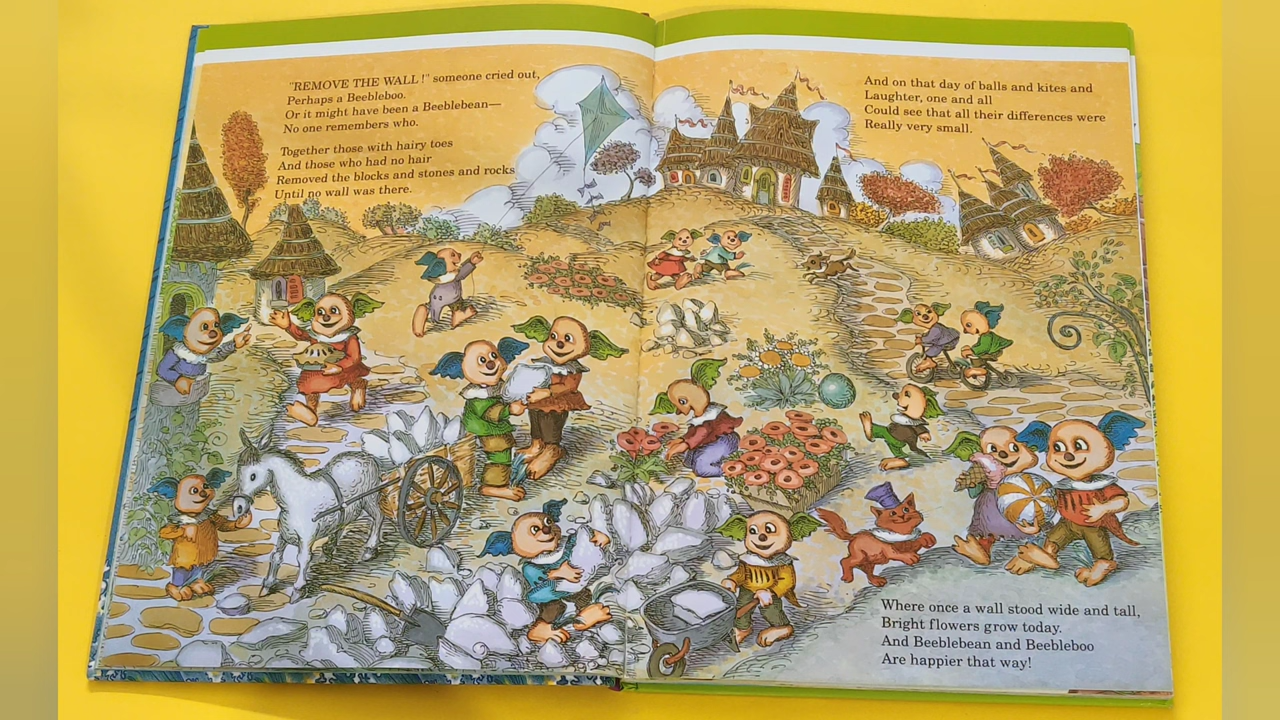 "REMOVE THE WALL!" someone cried out,
Perhaps a Beebleboo.
Or it might have been a Beeblebean—
No one remembers who.
Together those with hairy toes
And those who had no hair
Removed the blocks and stones and rocks
Until no wall was there.
And on that day of balls and kites and
Laughter, one and all
Could see that all their differences were
Really very small.
Where once a wall stood wide and tall,
Bright flowers grow today.
And Beeblebean and Beebleboo
Are happier that way!